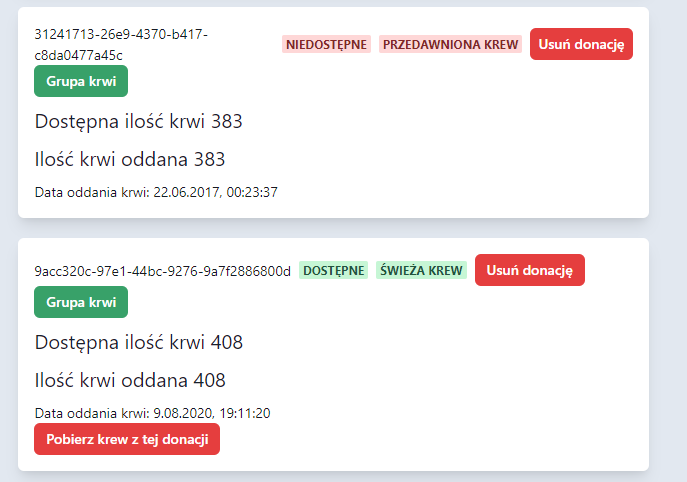 31241713-26e9-4370-b417-
c8da0477a45c
NIEDOSTĘPNE PRZEDAWNIONA KREW Usuń donację
Grupa krwi
Dostępna ilość krwi 383
Ilość krwi oddana 383
Data oddania krwi: 22.06.2017, 00:23:37
9acc320c-97e1-44bc-9276-9a7f2886800d DOSTĘPNE ŚWIEŻA KREW Usuń donację
Grupa krwi
Dostępna ilość krwi 408
Ilość krwi oddana 408
Data oddania krwi: 9.08.2020, 19:11:20
Pobierz krew z tej donacji